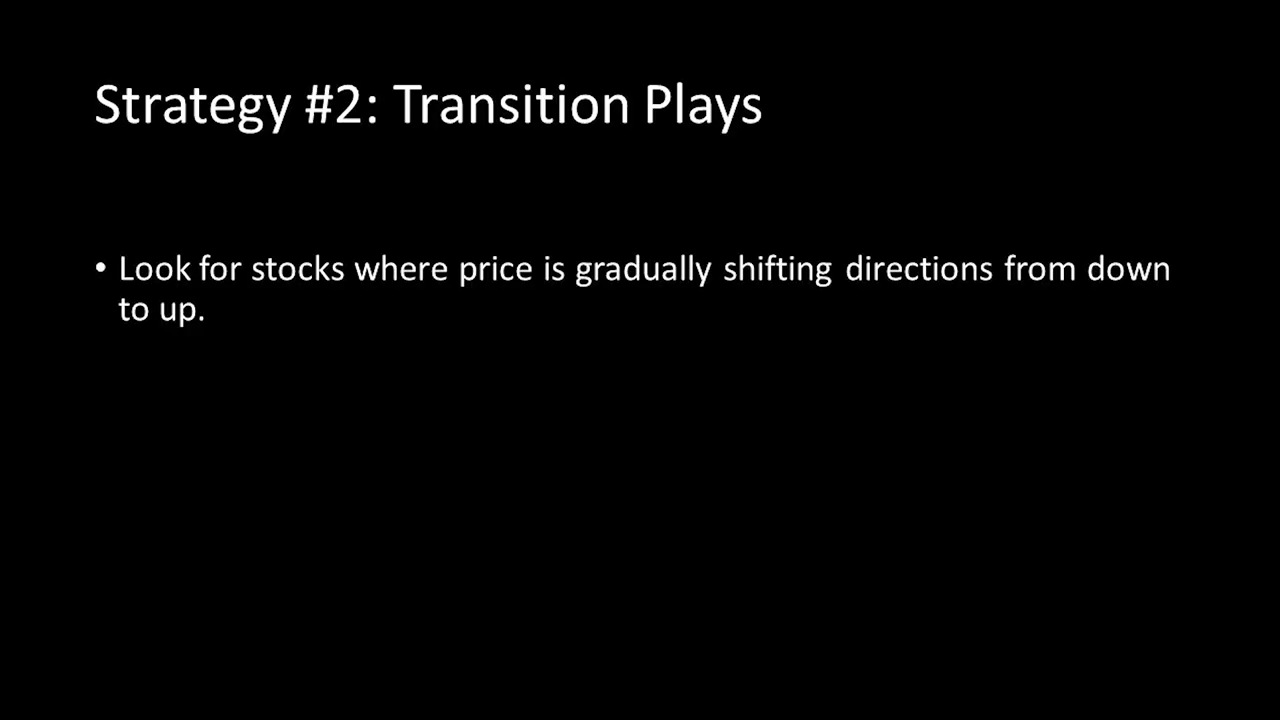 Strategy #2: Transition Plays
• Look for stocks where price is gradually shifting directions from down
to up.